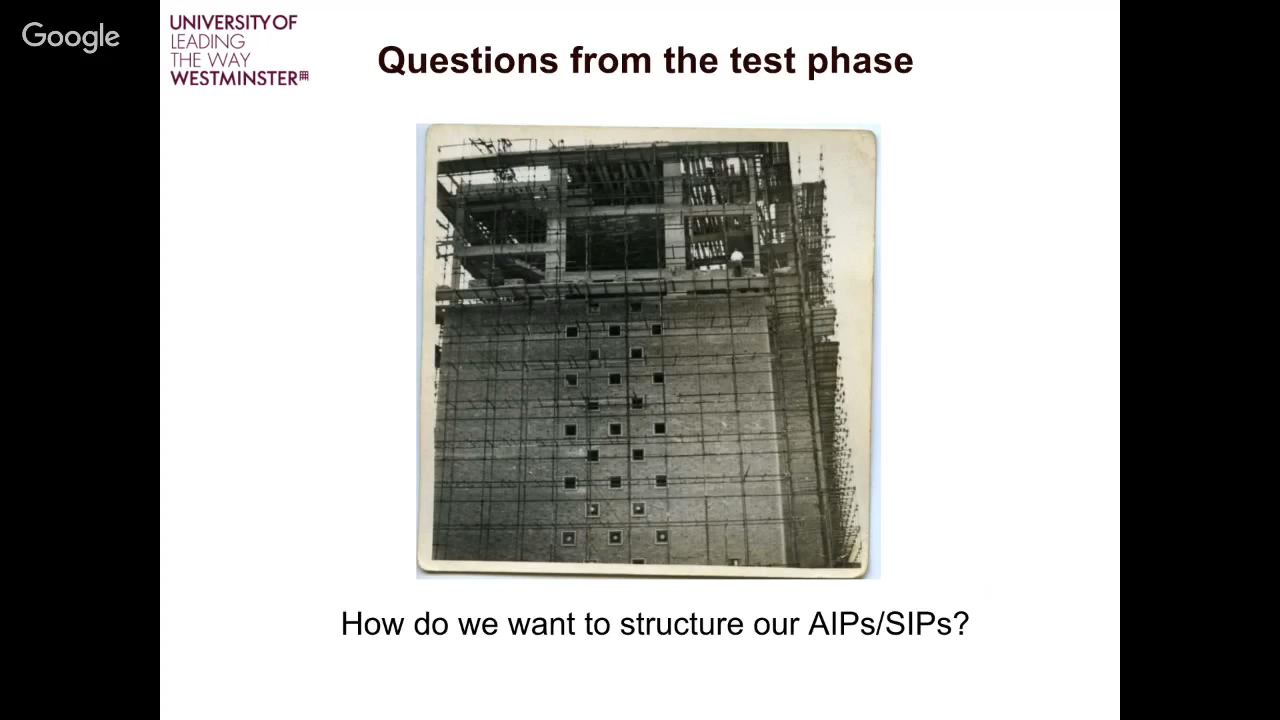 Google
UNIVERSITY OF
LEADING
THE WAY
WESTMINSTER
Questions from the test phase
How do we want to structure our AIPs/SIPs?